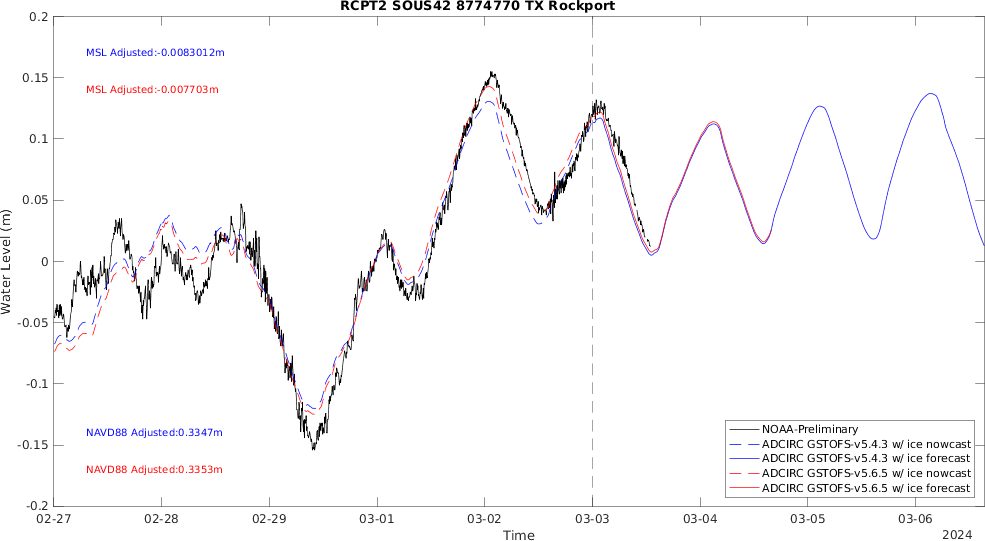 RCPT2 SOUS42 8774770 TX Rockport
0.2
0.15
0.1
0.05
0
-0.05
-0.1
-0.15
-0.2
Water Level (m)
MSL Adjusted:-0.0083012m
MSL Adjusted:-0.007703m
NAVD88 Adjusted:0.3347m
NAVD88 Adjusted:0.3353m
NOAA-Preliminary
ADCIRC GSTOFS-v5.4.3 w/ ice nowcast
ADCIRC GSTOFS-v5.4.3 w/ ice forecast
ADCIRC GSTOFS-v5.6.5 w/ ice nowcast
ADCIRC GSTOFS-v5.6.5 w/ ice forecast
02-27 02-28 02-29 03-01 03-02 03-03 03-04 03-05 03-06
Time
2024